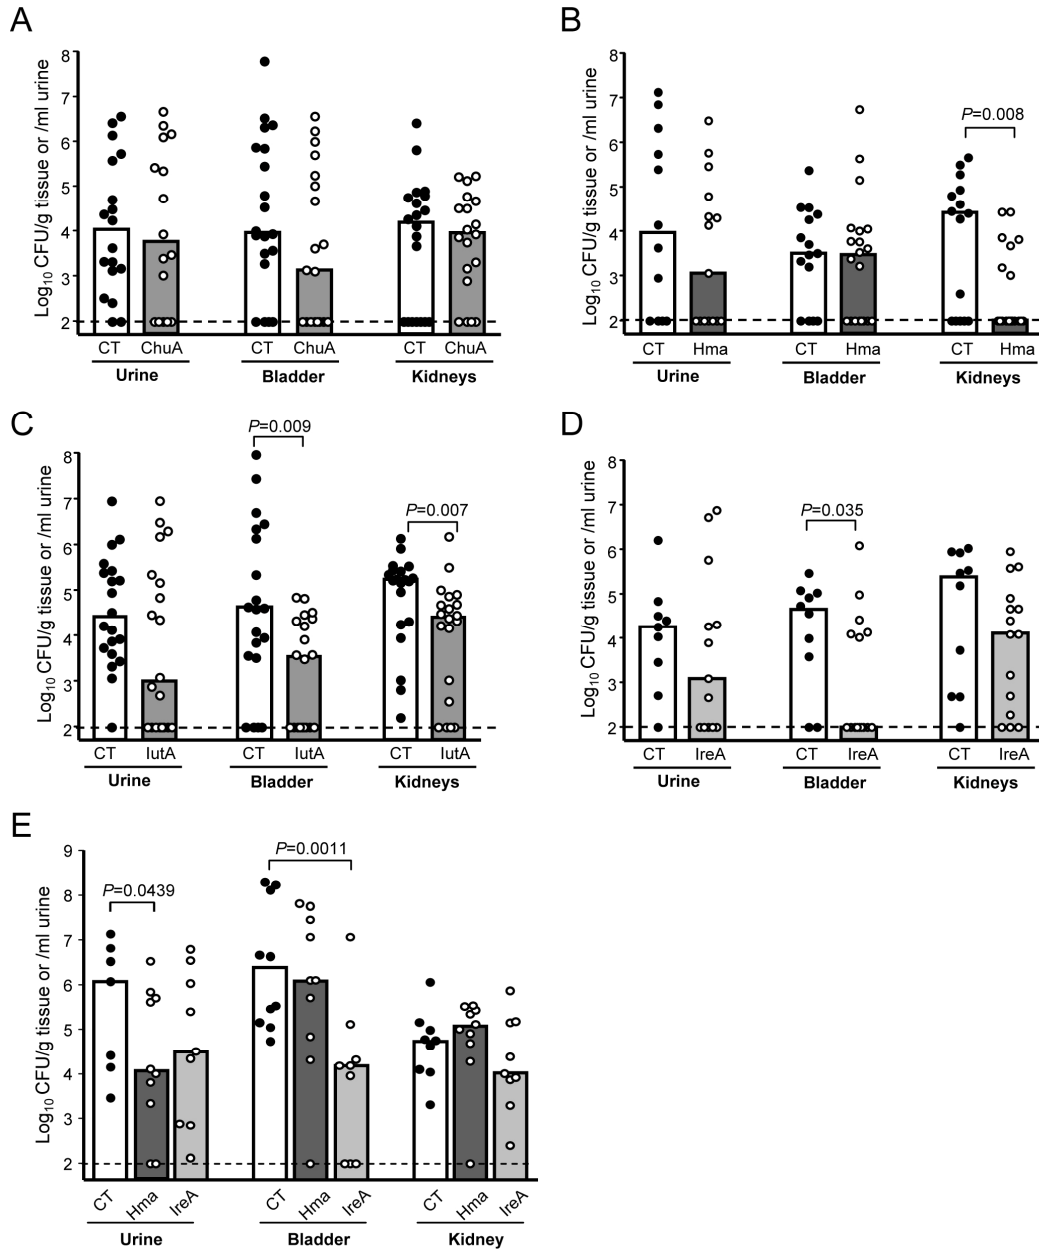 A
Log10 CFU/g tissue or /ml urine
8
7
6
5
4
3
2
CT ChuA CT ChuA CT ChuA
Urine Bladder Kidneys
B
Log10 CFU/g tissue or /ml urine
8
7
6
5
4
3
2
P=0.008
CT Hma CT Hma CT Hma
Urine Bladder Kidneys
C
Log10 CFU/g tissue or /ml urine
8
7
6
5
4
3
2
P=0.009
P=0.007
CT IutA CT IutA CT IutA
Urine Bladder Kidneys
D
Log10 CFU/g tissue or /ml urine
8
7
6
5
4
3
2
P=0.035
CT IreA CT IreA CT IreA
Urine Bladder Kidneys
E
Log10 CFU/g tissue or /ml urine
9
8
7
6
5
4
3
2
P=0.0439
P=0.0011
CT Hma IreA CT Hma IreA CT Hma IreA
Urine Bladder Kidney